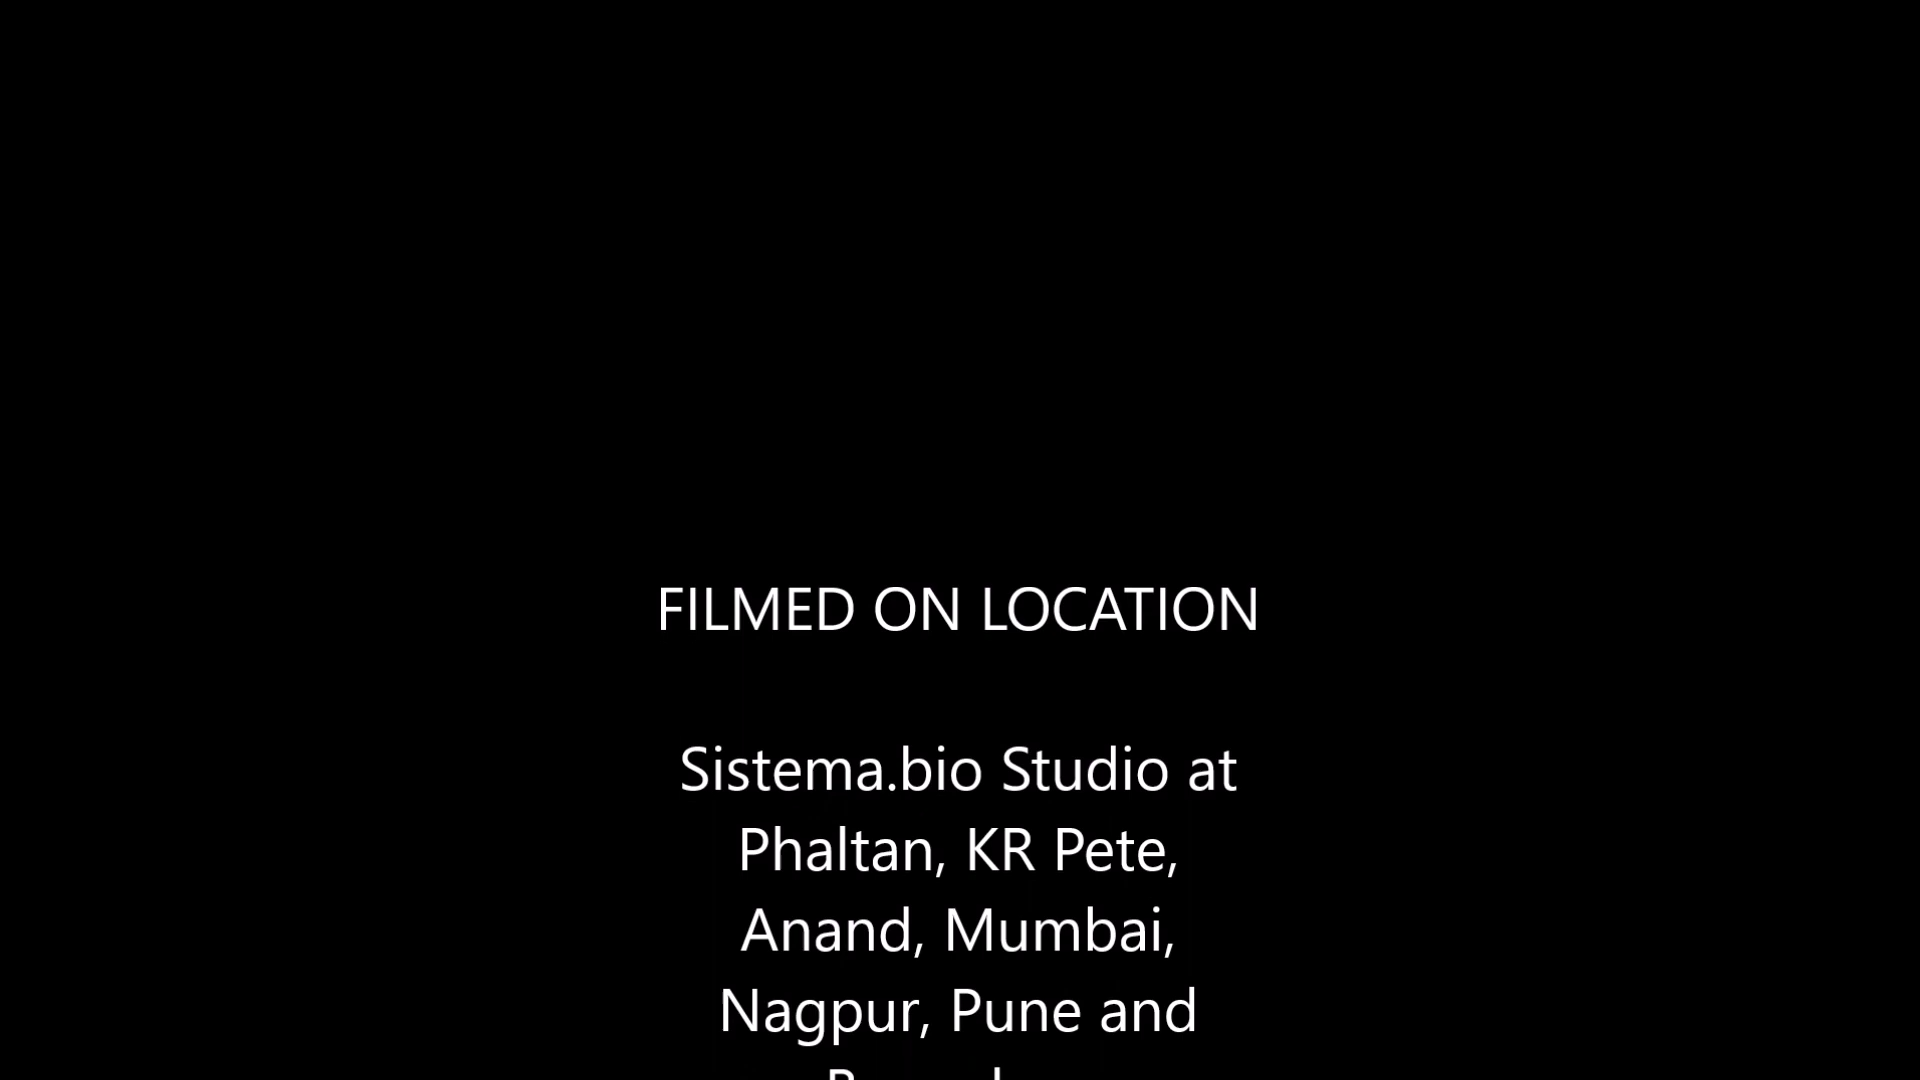 FILMED ON LOCATION
Sistema.bio Studio at
Phaltan, KR Pete,
Anand, Mumbai,
Nagpur, Pune and